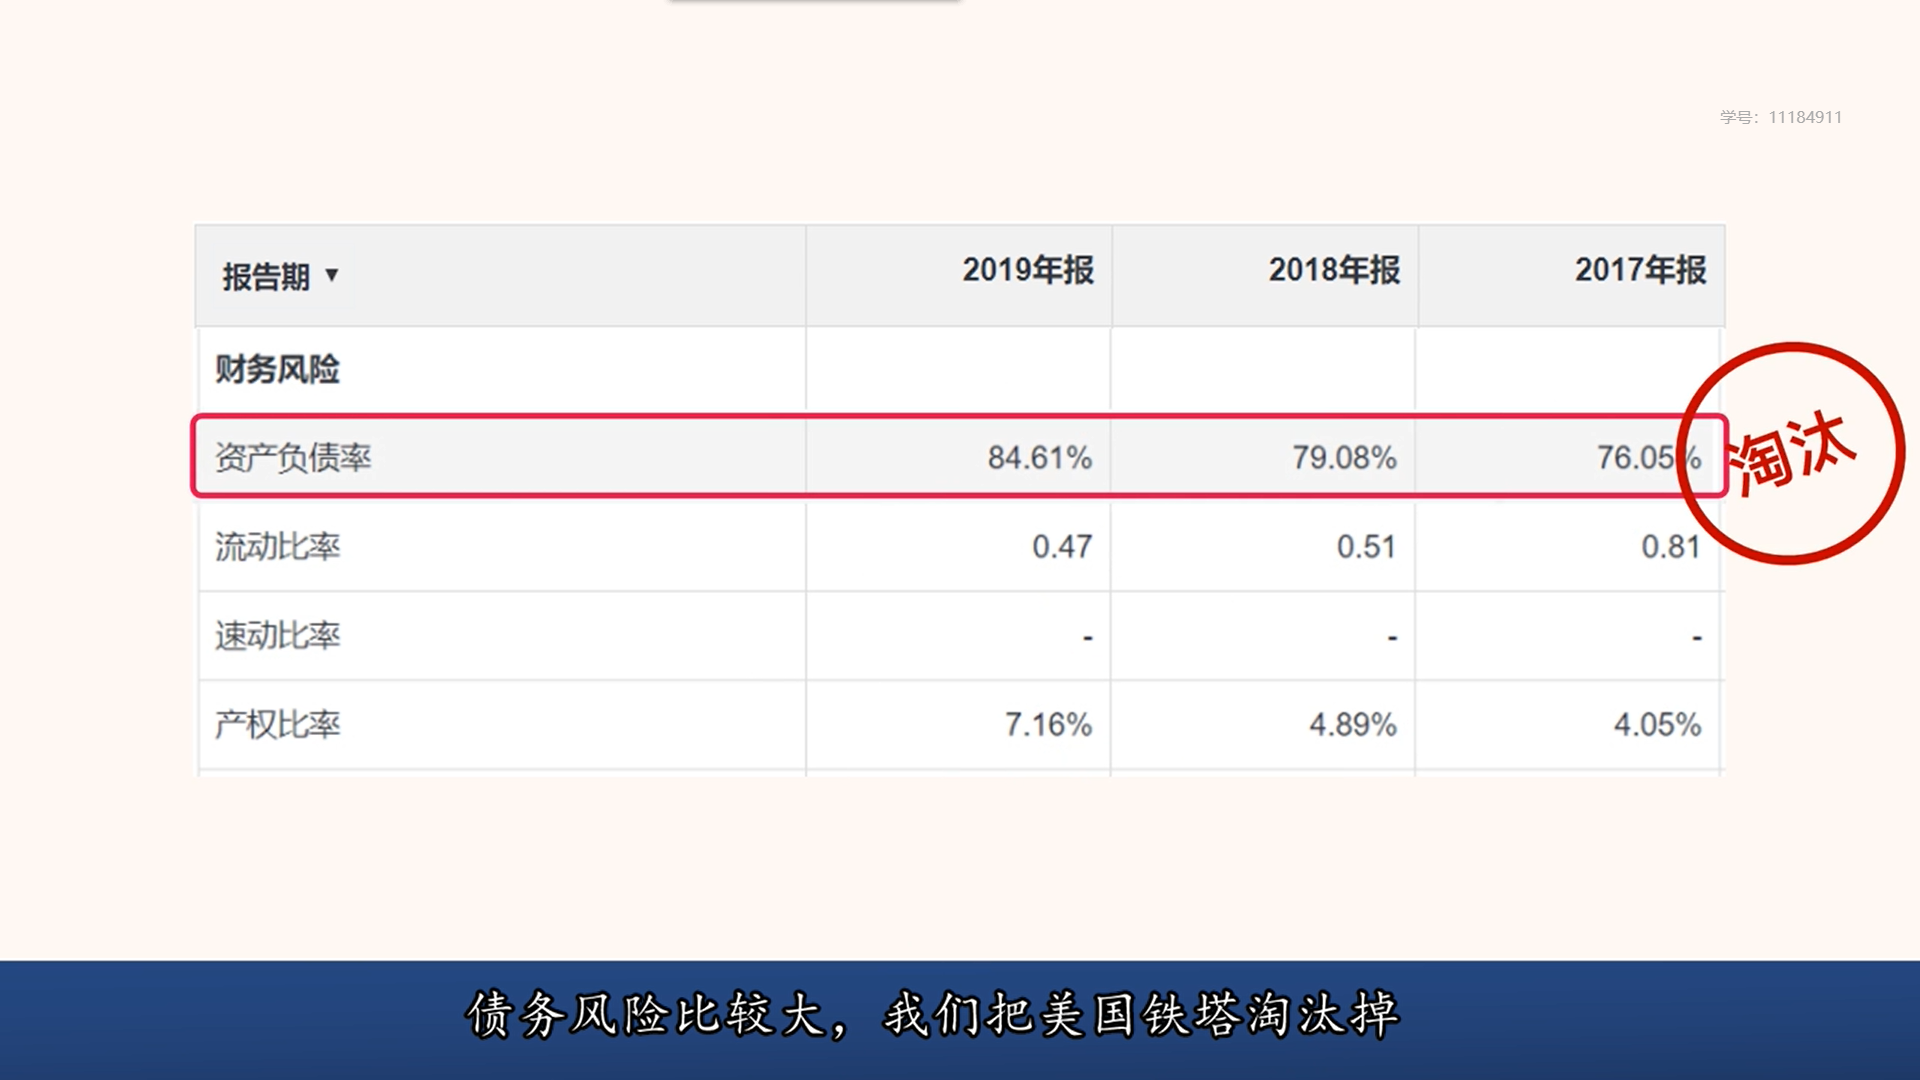 学号：11184911
报告期 ▼ 2019年报 2018年报 2017年报
财务风险
资产负债率 84.61% 79.08% 76.05%
淘汰
流动比率 0.47 0.51 0.81
速动比率 - - -
产权比率 7.16% 4.89% 4.05%
债务风险比较大，我们把美国铁塔淘汰掉